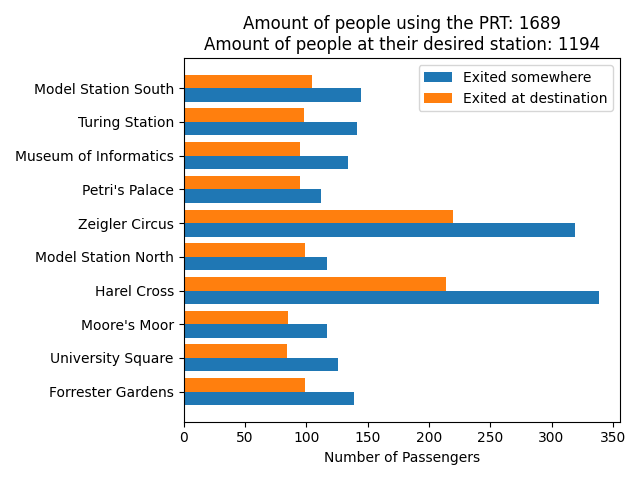 Amount of people using the PRT: 1689
Amount of people at their desired station: 1194
Exited somewhere
Exited at destination
Model Station South
Turing Station
Museum of Informatics
Petri's Palace
Zeigler Circus
Model Station North
Harel Cross
Moore's Moor
University Square
Forrester Gardens
0 50 100 150 200 250 300 350
Number of Passengers